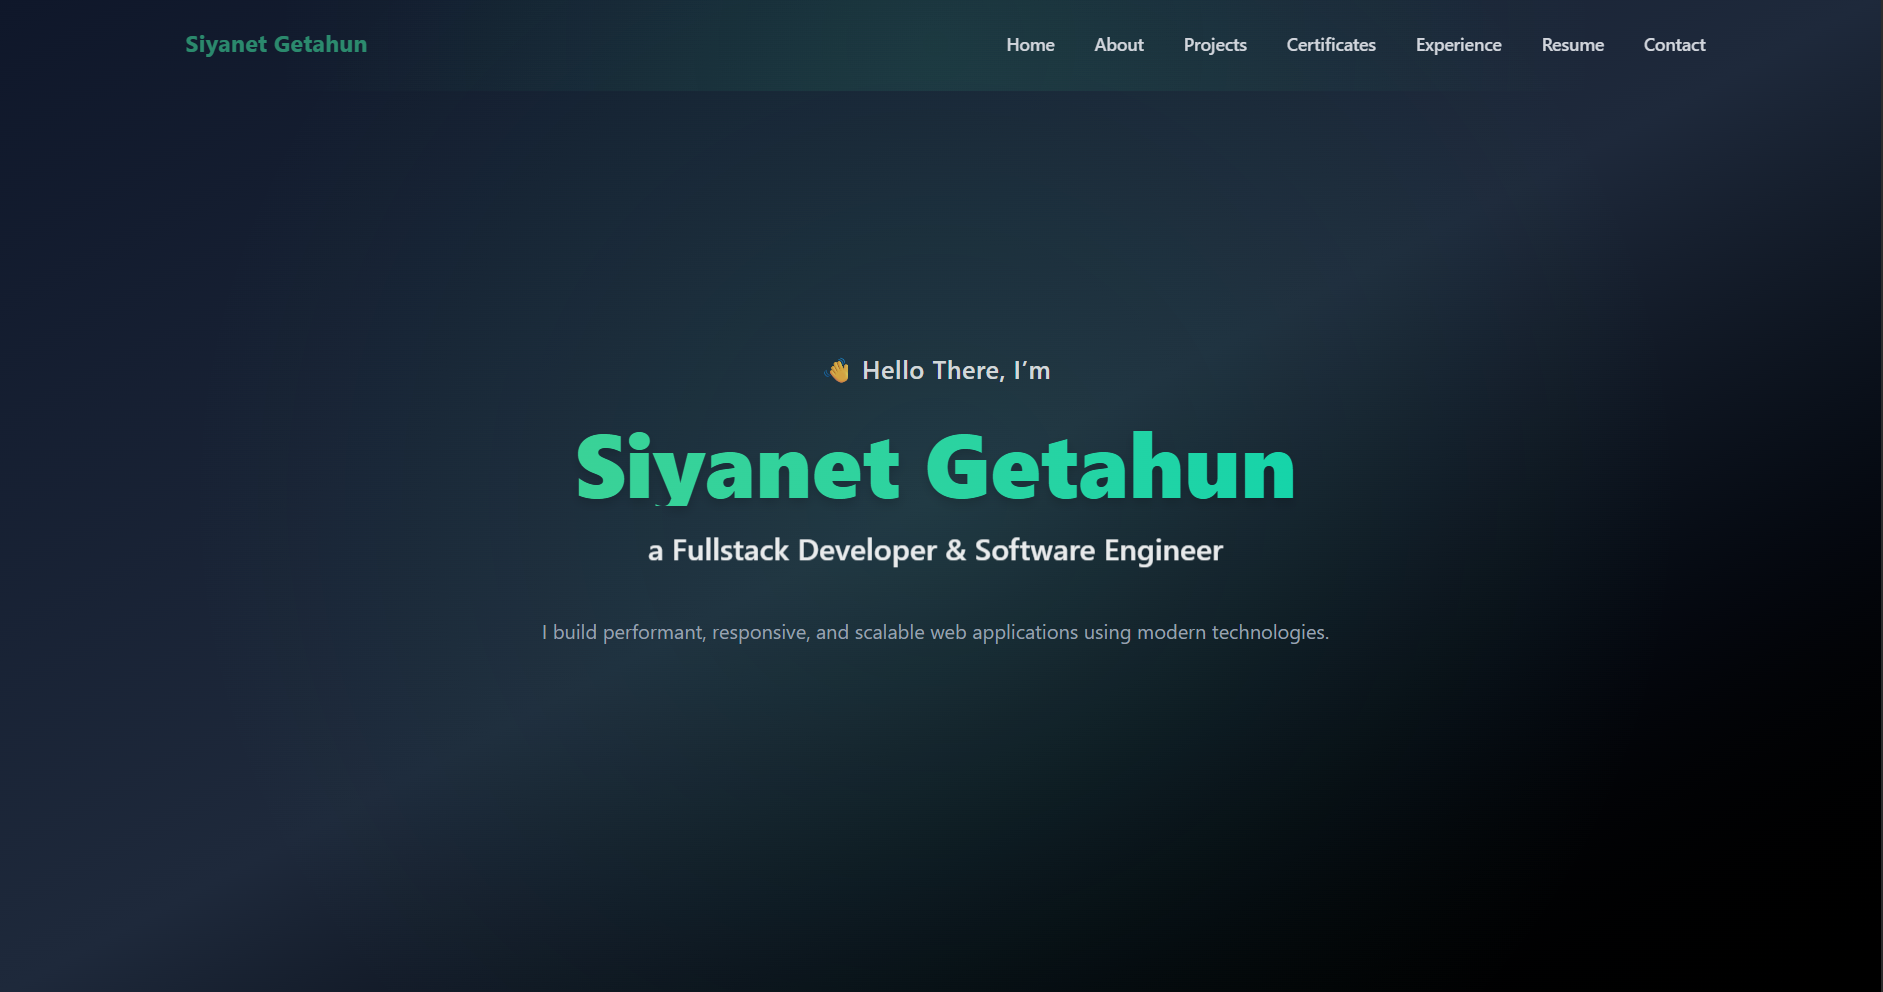 Siyanet Getahun
Home About Projects Certificates Experience Resume Contact
👋 Hello There, I’m
Siyanet Getahun
a Fullstack Developer & Software Engineer
I build performant, responsive, and scalable web applications using modern technologies.